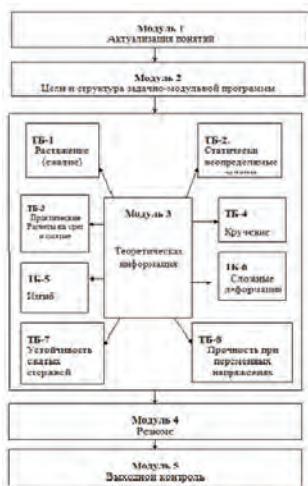 Модуль 1
Актуализация понятий
Модуль 2
Цели и структура задачно-модульной программы
ТБ-1
Растяжение
(сжатие)
ТБ-2.
Статически
неопределимые
ТБ-3
Практические
Расчеты на срез
и смятие
Модуль 3
Теоретическая
информация
ТБ-4
Кручение
ТБ-5
Изгиб
ТБ-6
Сложные
деформации
ТБ-7
Устойчивость
сжатых
стержней
ТБ-8
Прочность при
переменных
напряжениях
Модуль 4
Резюме
Модуль 5
Выходной контроль